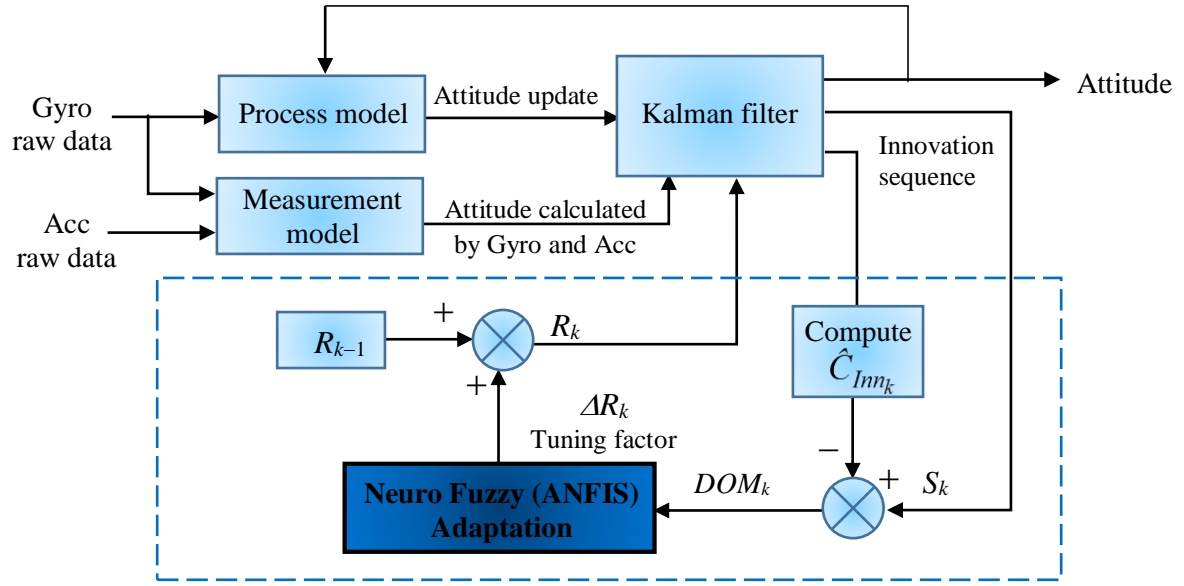 Gyro
raw data
Process model
Attitude update
Kalman filter
Attitude
Innovation
sequence
Acc
raw data
Measurement
model
Attitude calculated
by Gyro and Acc
R_{k−1}
+
R_k
+
ΔR_k
Tuning factor
Compute
Ĉ_{Inn_k}
−
+
S_k
DOM_k
Neuro Fuzzy (ANFIS)
Adaptation